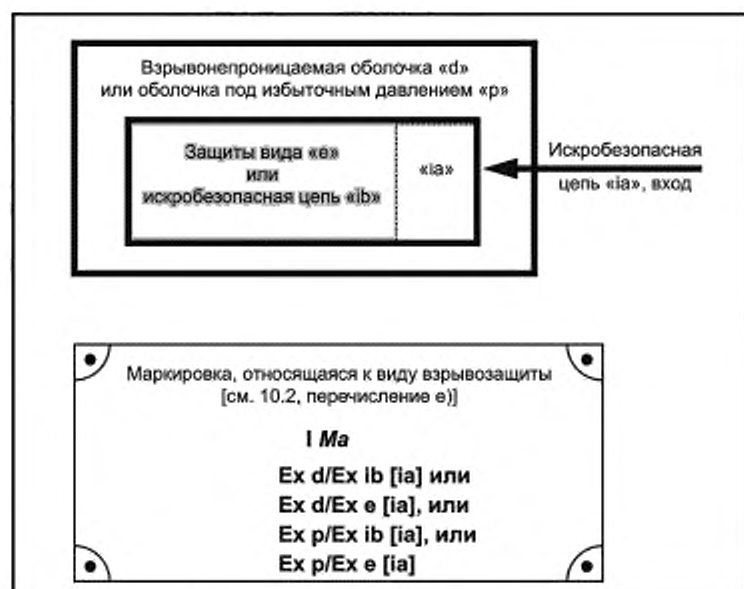 Взрывонепроницаемая оболочка «d»
или оболочка под избыточным давлением «p»
Защиты вида «e»
или
искробезопасная цепь «ib»
«ia»
Искробезопасная
цепь «ia», вход
Маркировка, относящаяся к виду взрывозащиты
[см. 10.2, перечисление e)]
I Ma
Ex d/Ex ib [ia] или
Ex d/Ex e [ia], или
Ex p/Ex ib [ia], или
Ex p/Ex e [ia]